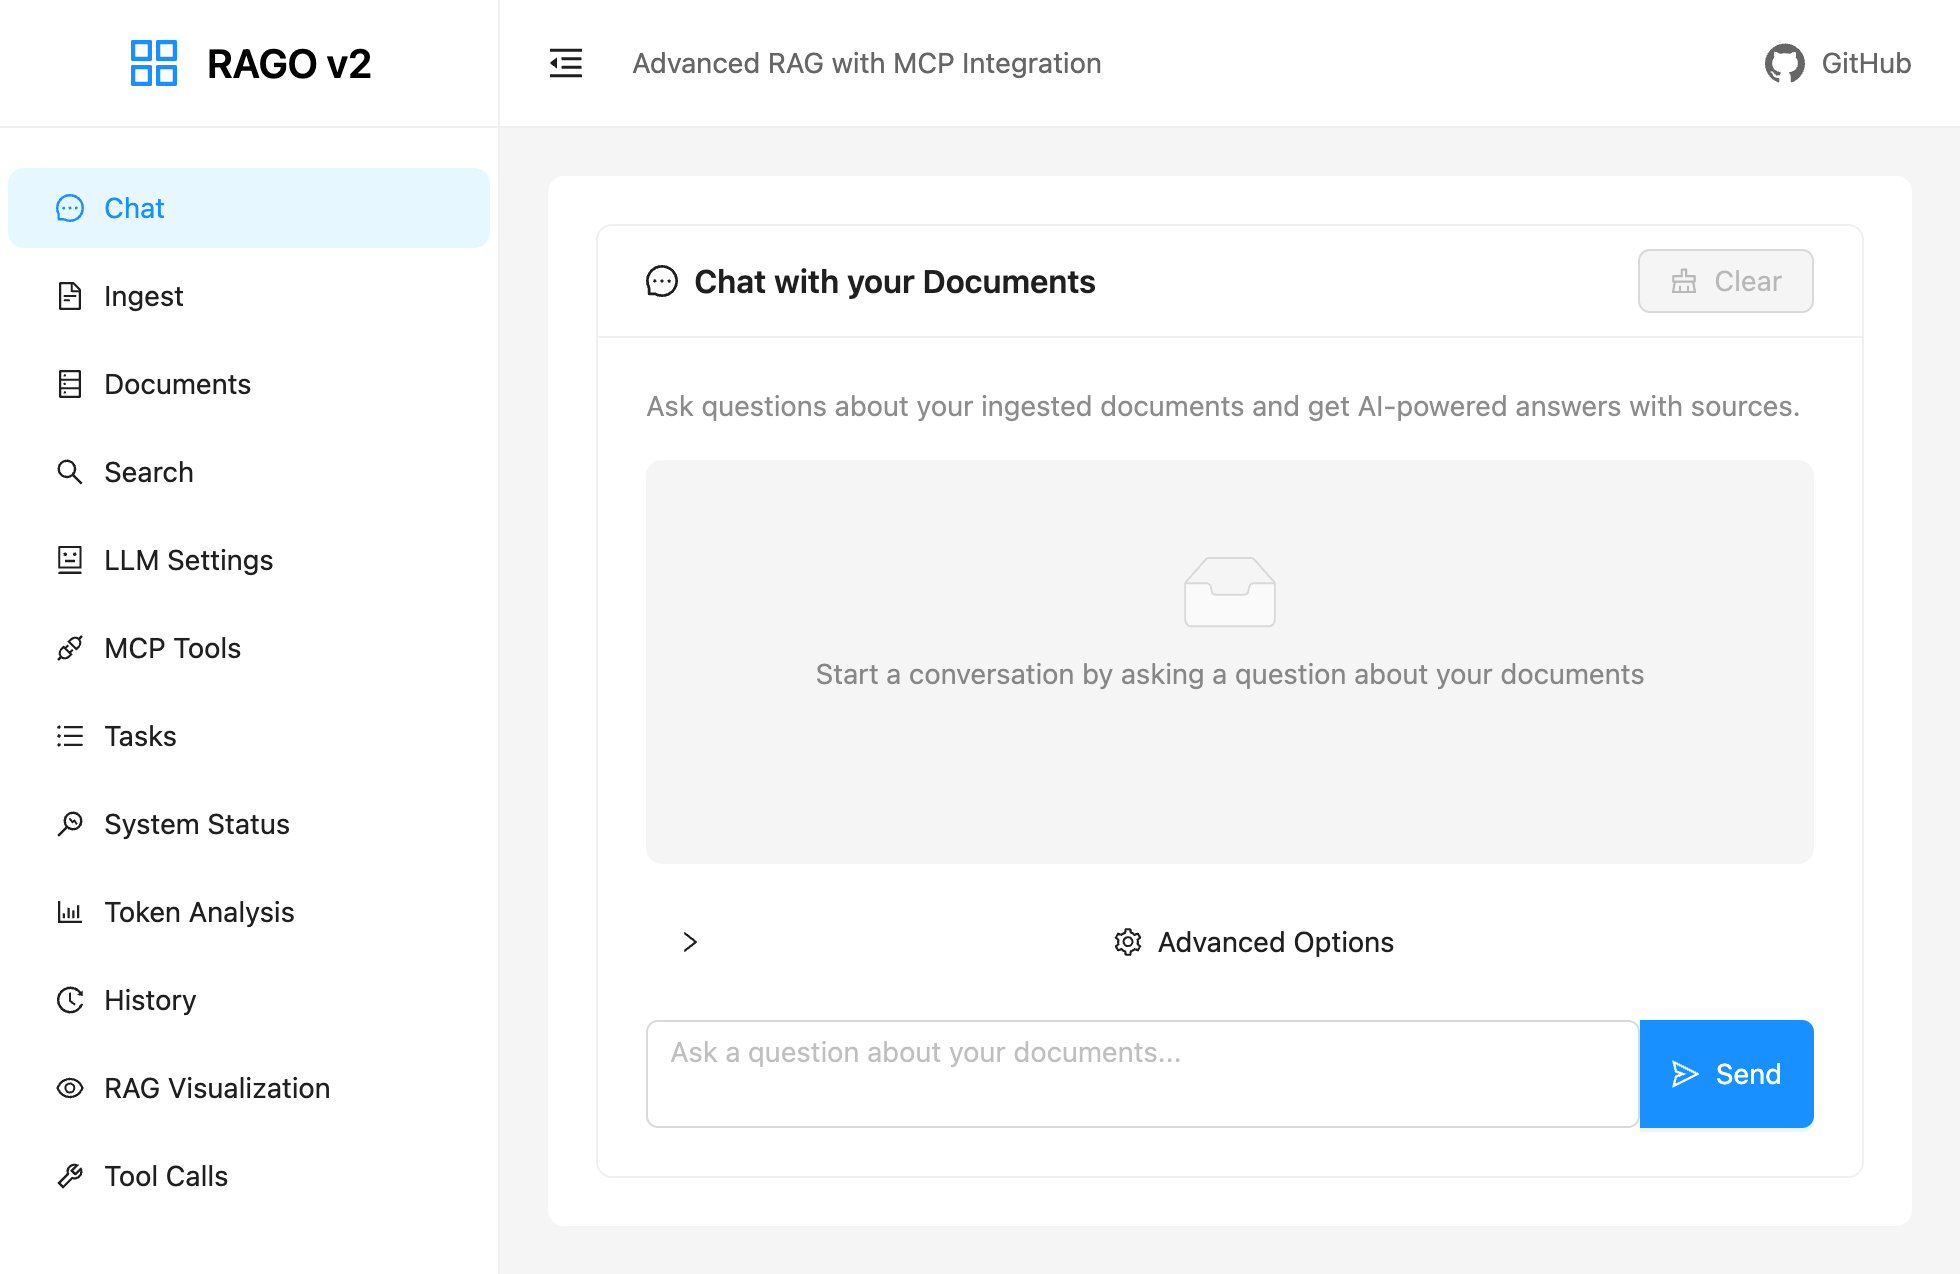 RAGO v2
Advanced RAG with MCP Integration
GitHub
Chat
Ingest
Documents
Search
LLM Settings
MCP Tools
Tasks
System Status
Token Analysis
History
RAG Visualization
Tool Calls
Chat with your Documents
Clear
Ask questions about your ingested documents and get AI-powered answers with sources.
Start a conversation by asking a question about your documents
Advanced Options
Ask a question about your documents...
Send